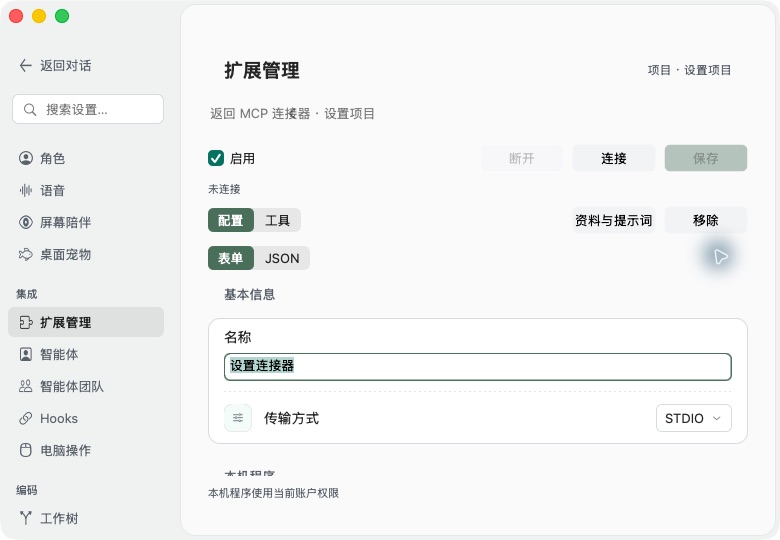 返回对话
搜索设置...
角色
语音
屏幕陪伴
桌面宠物
集成
扩展管理
智能体
智能体团队
Hooks
电脑操作
编码
工作树
扩展管理
项目 · 设置项目
返回 MCP 连接器 · 设置项目
启用
断开
连接
保存
未连接
配置
工具
资料与提示词
移除
表单
JSON
基本信息
名称
设置连接器
传输方式
STDIO
本机程序
本机程序使用当前账户权限